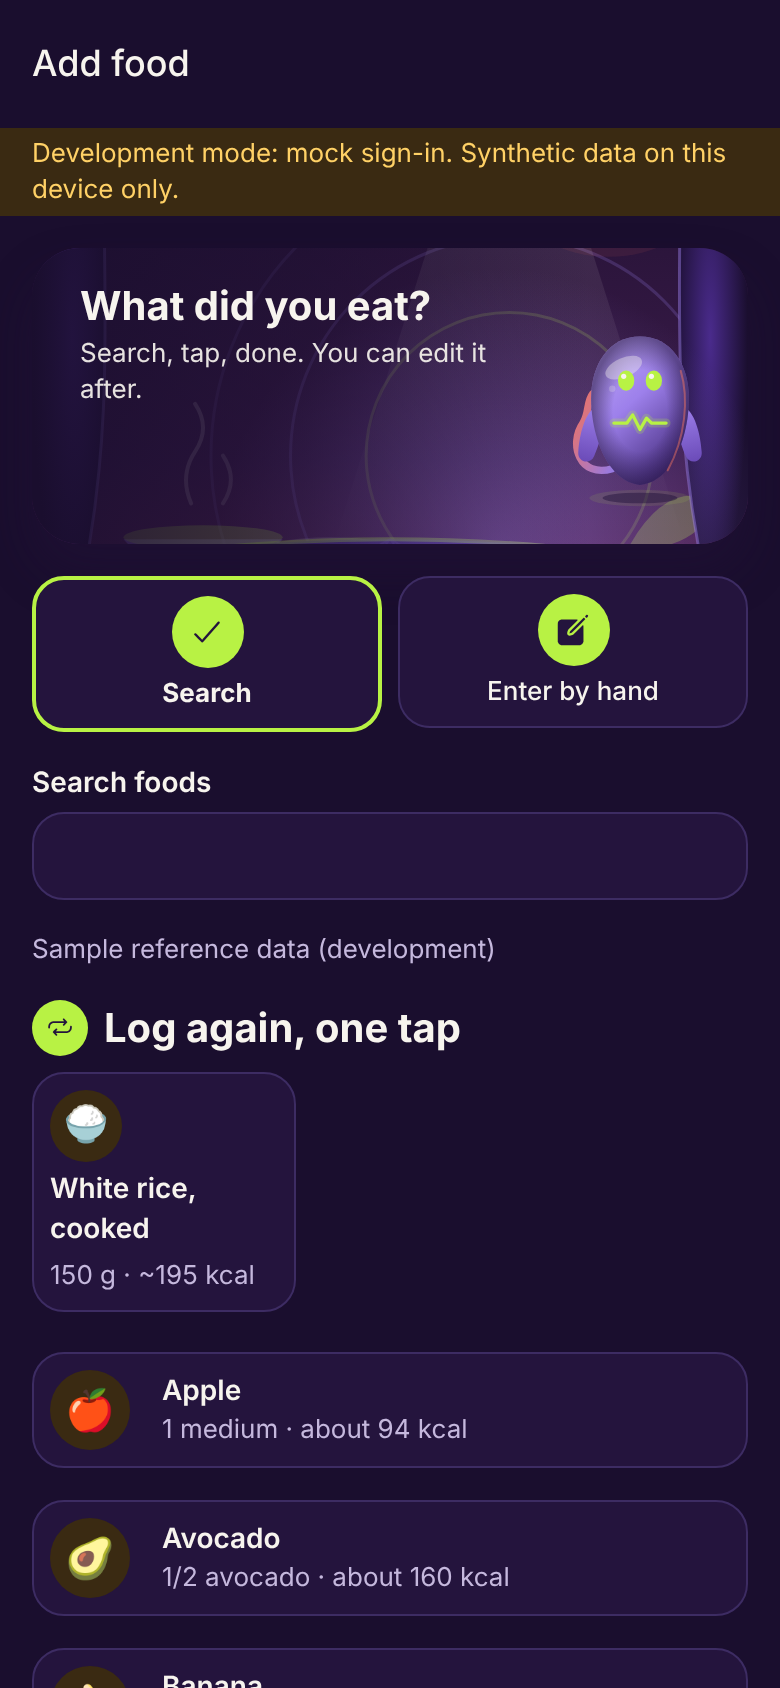 Add food
Development mode: mock sign-in. Synthetic data on this
device only.
What did you eat?
Search, tap, done. You can edit it
after.
Search
Enter by hand
Search foods
Sample reference data (development)
Log again, one tap
White rice,
cooked
150 g · ~195 kcal
Apple
1 medium · about 94 kcal
Avocado
1/2 avocado · about 160 kcal
Banana